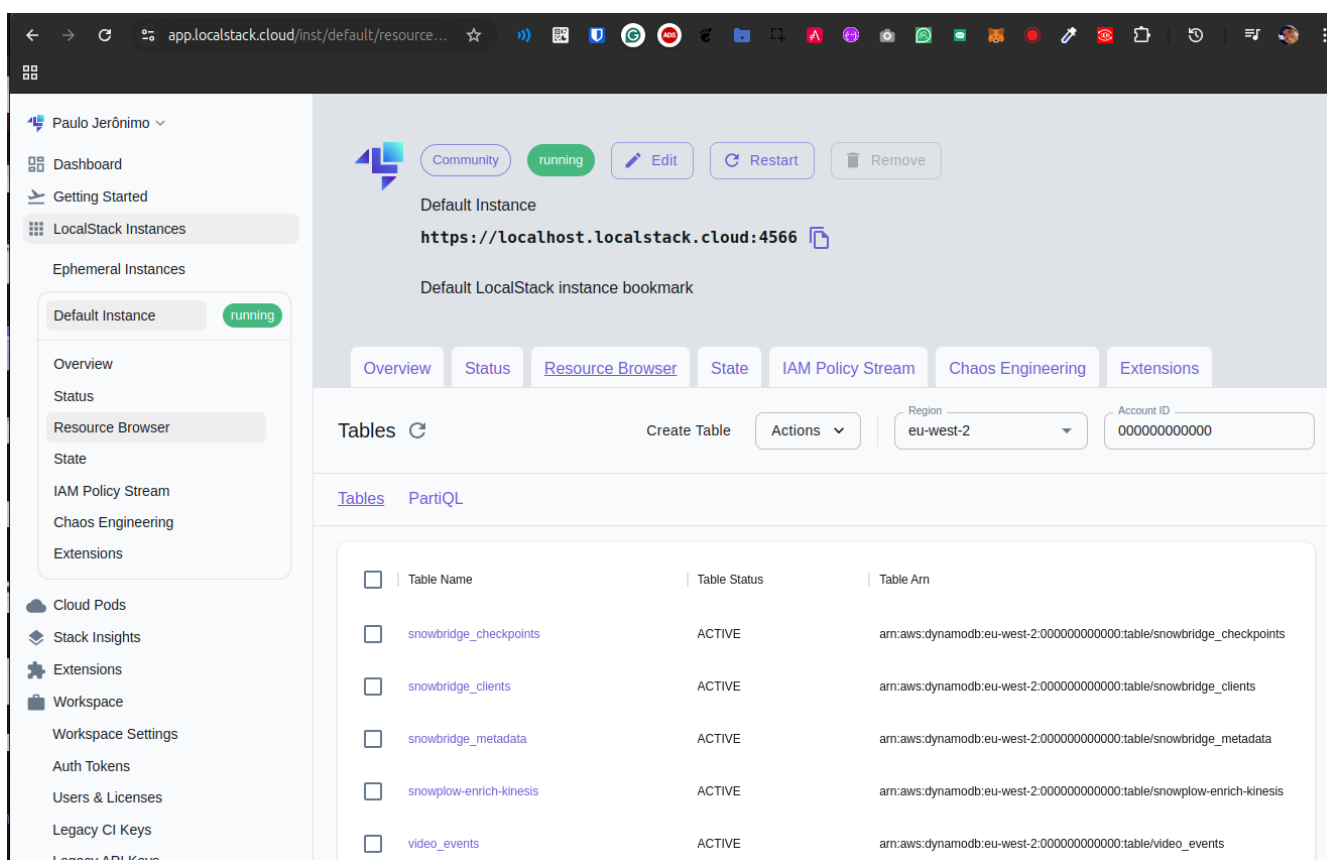 app.localstack.cloud/inst/default/resource...
ADS
Paulo Jerônimo
Dashboard
Getting Started
LocalStack Instances
Ephemeral Instances
Default Instance running
Overview
Status
Resource Browser
State
IAM Policy Stream
Chaos Engineering
Extensions
Cloud Pods
Stack Insights
Extensions
Workspace
Workspace Settings
Auth Tokens
Users & Licenses
Legacy CI Keys
Legacy API Keys
Community running Edit Restart Remove
Default Instance
https://localhost.localstack.cloud:4566
Default LocalStack instance bookmark
Overview Status Resource Browser State IAM Policy Stream Chaos Engineering Extensions
Tables Create Table Actions Region eu-west-2 Account ID 000000000000
Tables PartiQL
Table Name Table Status Table Arn
snowbridge_checkpoints ACTIVE arn:aws:dynamodb:eu-west-2:000000000000:table/snowbridge_checkpoints
snowbridge_clients ACTIVE arn:aws:dynamodb:eu-west-2:000000000000:table/snowbridge_clients
snowbridge_metadata ACTIVE arn:aws:dynamodb:eu-west-2:000000000000:table/snowbridge_metadata
snowplow-enrich-kinesis ACTIVE arn:aws:dynamodb:eu-west-2:000000000000:table/snowplow-enrich-kinesis
video_events ACTIVE arn:aws:dynamodb:eu-west-2:000000000000:table/video_events